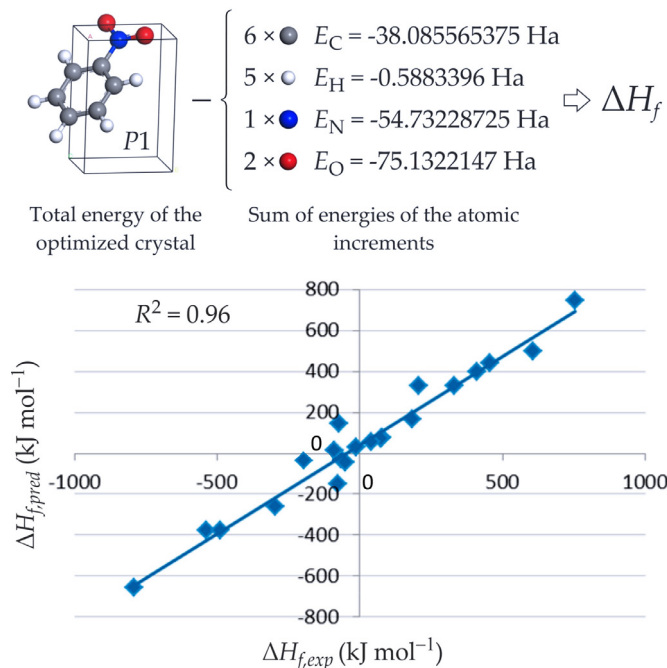 6 × E_C = -38.085565375 Ha
5 × E_H = -0.5883396 Ha
1 × E_N = -54.73228725 Ha
2 × E_O = -75.1322147 Ha
P1
− ⇨ ΔH_f
Total energy of the
optimized crystal
Sum of energies of the atomic
increments
R² = 0.96
800
600
400
200
0
-200
-400
-600
-800
-1000
-500
0
500
1000
ΔH_f,pred (kJ mol⁻¹)
ΔH_f,exp (kJ mol⁻¹)